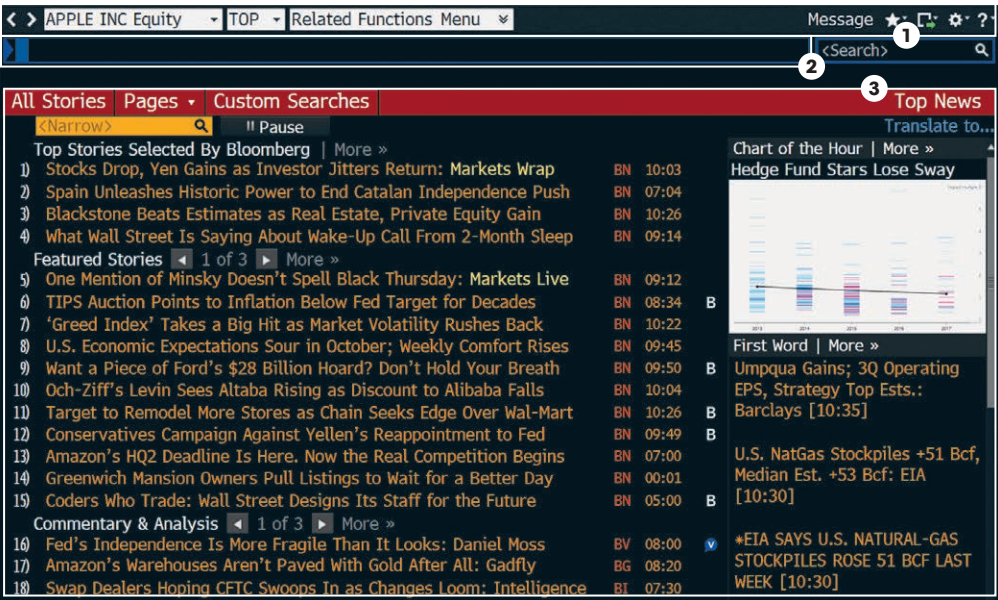 < > APPLE INC Equity TOP Related Functions Menu Message ?
1
<Search>
2
3
All Stories Pages Custom Searches Top News
<Narrow> Pause Translate to...
Top Stories Selected By Bloomberg | More »
1) Stocks Drop, Yen Gains as Investor Jitters Return: Markets Wrap BN 10:03
2) Spain Unleashes Historic Power to End Catalan Independence Push BN 07:04
3) Blackstone Beats Estimates as Real Estate, Private Equity Gain BN 10:26
4) What Wall Street Is Saying About Wake-Up Call From 2-Month Sleep BN 09:14
Featured Stories 1 of 3 More »
5) One Mention of Minsky Doesn't Spell Black Thursday: Markets Live BN 09:12
6) TIPS Auction Points to Inflation Below Fed Target for Decades BN 08:34 B
7) ‘Greed Index’ Takes a Big Hit as Market Volatility Rushes Back BN 10:22
8) U.S. Economic Expectations Sour in October; Weekly Comfort Rises BN 09:45
9) Want a Piece of Ford's $28 Billion Hoard? Don't Hold Your Breath BN 09:50 B
10) Och-Ziff's Levin Sees Altaba Rising as Discount to Alibaba Falls BN 10:04
11) Target to Remodel More Stores as Chain Seeks Edge Over Wal-Mart BN 10:26 B
12) Conservatives Campaign Against Yellen's Reappointment to Fed BN 09:49 B
13) Amazon's HQ2 Deadline Is Here. Now the Real Competition Begins BN 07:00
14) Greenwich Mansion Owners Pull Listings to Wait for a Better Day BN 00:01
15) Coders Who Trade: Wall Street Designs Its Staff for the Future BN 05:00 B
Commentary & Analysis 1 of 3 More »
16) Fed's Independence Is More Fragile Than It Looks: Daniel Moss BV 08:00 V
17) Amazon's Warehouses Aren't Paved With Gold After All: Gadfly BG 08:20
18) Swap Dealers Hoping CFTC Swoops In as Changes Loom: Intelligence BI 07:30
Chart of the Hour | More »
Hedge Fund Stars Lose Sway
2013 2014 2015 2016 2017
First Word | More »
Umpqua Gains; 3Q Operating
EPS, Strategy Top Ests.:
Barclays [10:35]
U.S. NatGas Stockpiles +51 Bcf,
Median Est. +53 Bcf: EIA
[10:30]
*EIA SAYS U.S. NATURAL-GAS
STOCKPILES ROSE 51 BCF LAST
WEEK [10:30]